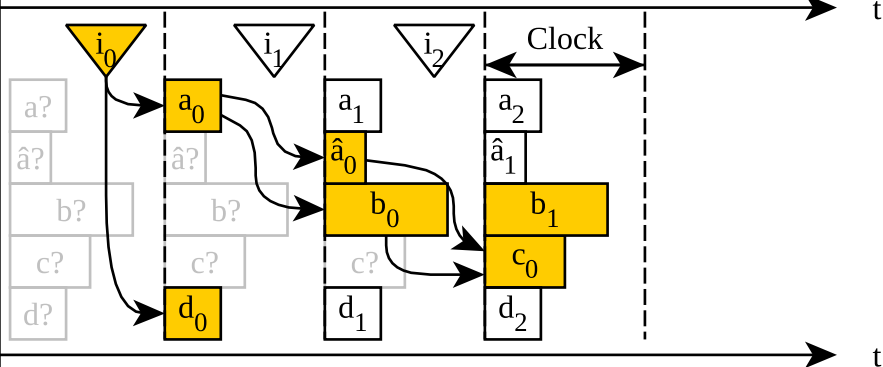 t
i₀ i₁ i₂ Clock
a? a₀ a₁ a₂
â? â? â₀ â₁
b? b? b₀ b₁
c? c? c? c₀
d? d₀ d₁ d₂
t